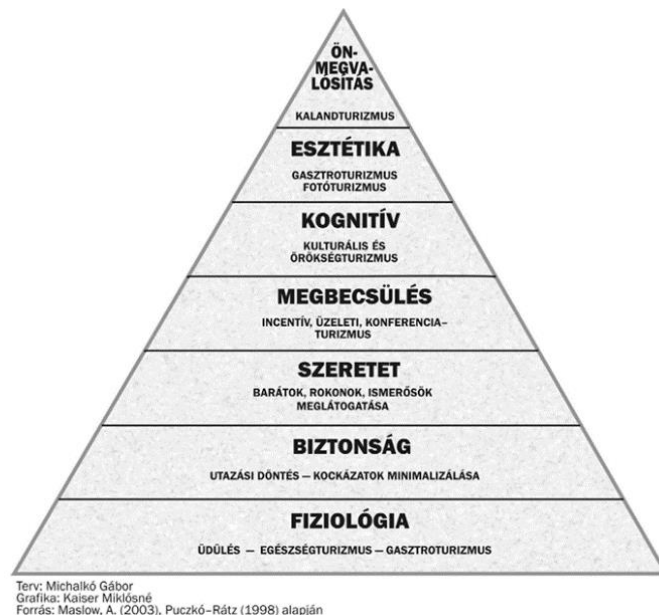 ÖN-
MEGVA-
LÓSÍTÁS
KALANDTURIZMUS
ESZTÉTIKA
GASZTROTURIZMUS
FOTÓTURIZMUS
KOGNITÍV
KULTURÁLIS ÉS
ÖRÖKSÉGTURIZMUS
MEGBECSÜLÉS
INCENTÍV, ÜZLETI, KONFERENCIA–
TURIZMUS
SZERETET
BARÁTOK, ROKONOK, ISMERŐSÖK
MEGLÁTOGATÁSA
BIZTONSÁG
UTAZÁSI DÖNTÉS — KOCKÁZATOK MINIMALIZÁLÁSA
FIZIOLÓGIA
ÜDÜLÉS — EGÉSZSÉGTURIZMUS — GASZTROTURIZMUS
Terv: Michalkó Gábor
Grafika: Kaiser Miklósné
Forrás: Maslow, A. (2003), Puczkó–Rátz (1998) alapján